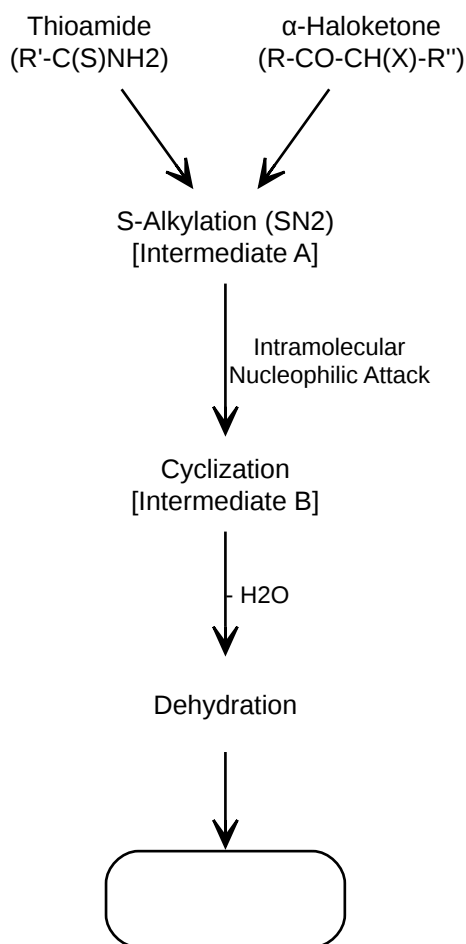 Thioamide
(R'-C(S)NH2)
α-Haloketone
(R-CO-CH(X)-R")
S-Alkylation (SN2)
[Intermediate A]
Intramolecular
Nucleophilic Attack
Cyclization
[Intermediate B]
- H2O
Dehydration